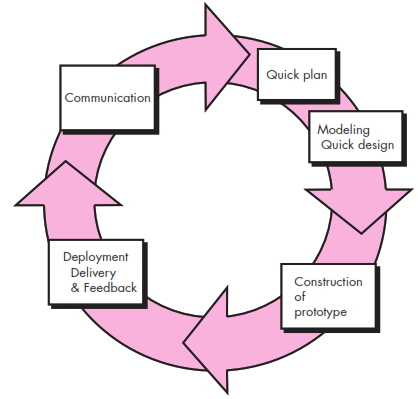 Communication
Quick plan
Modeling
Quick design
Construction
of
prototype
Deployment
Delivery
& Feedback